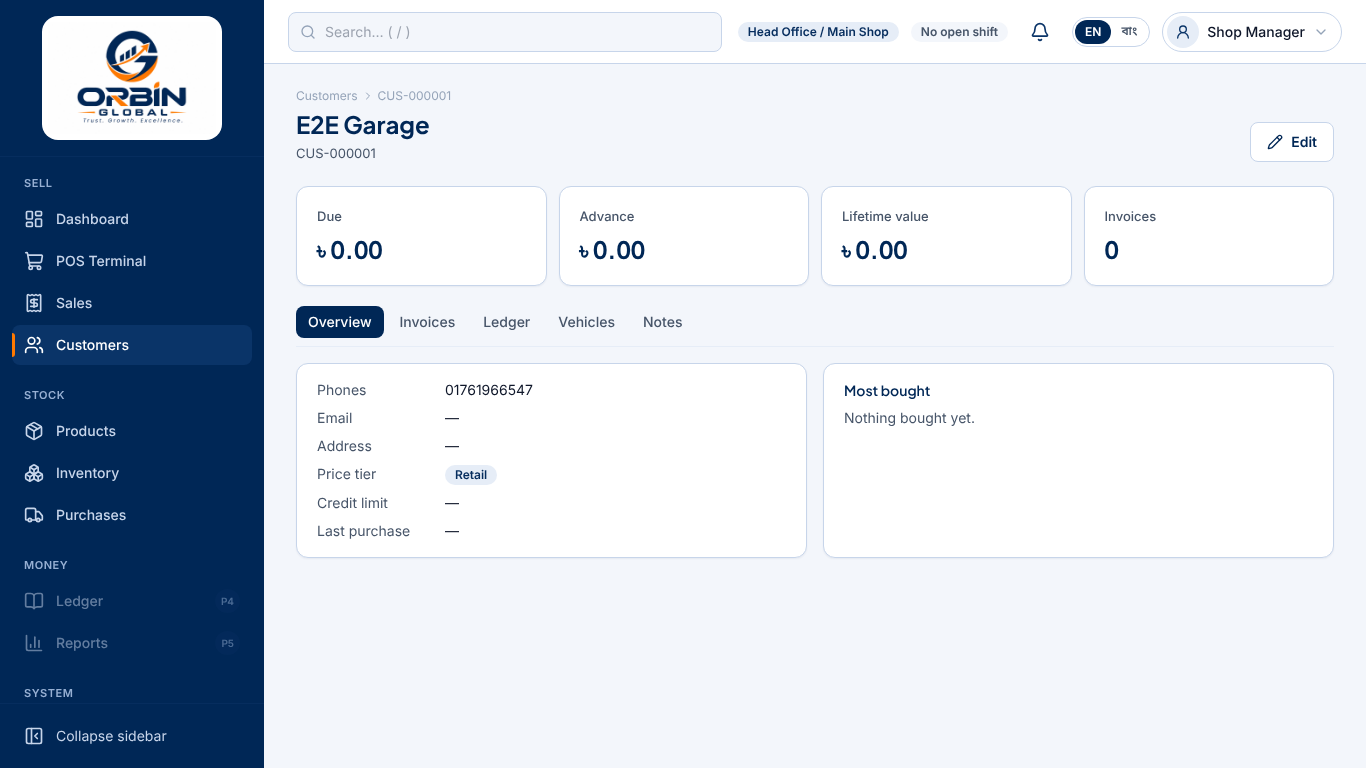 ORBIN
GLOBAL
Trust. Growth. Excellence.
SELL
Dashboard
POS Terminal
Sales
Customers
STOCK
Products
Inventory
Purchases
MONEY
Ledger P4
Reports P5
SYSTEM
Collapse sidebar
Search... ( / )
Head Office / Main Shop
No open shift
EN বাং
Shop Manager
Customers > CUS-000001
E2E Garage
CUS-000001
Edit
Due
৳ 0.00
Advance
৳ 0.00
Lifetime value
৳ 0.00
Invoices
0
Overview Invoices Ledger Vehicles Notes
Phones 01761966547
Email —
Address —
Price tier Retail
Credit limit —
Last purchase —
Most bought
Nothing bought yet.